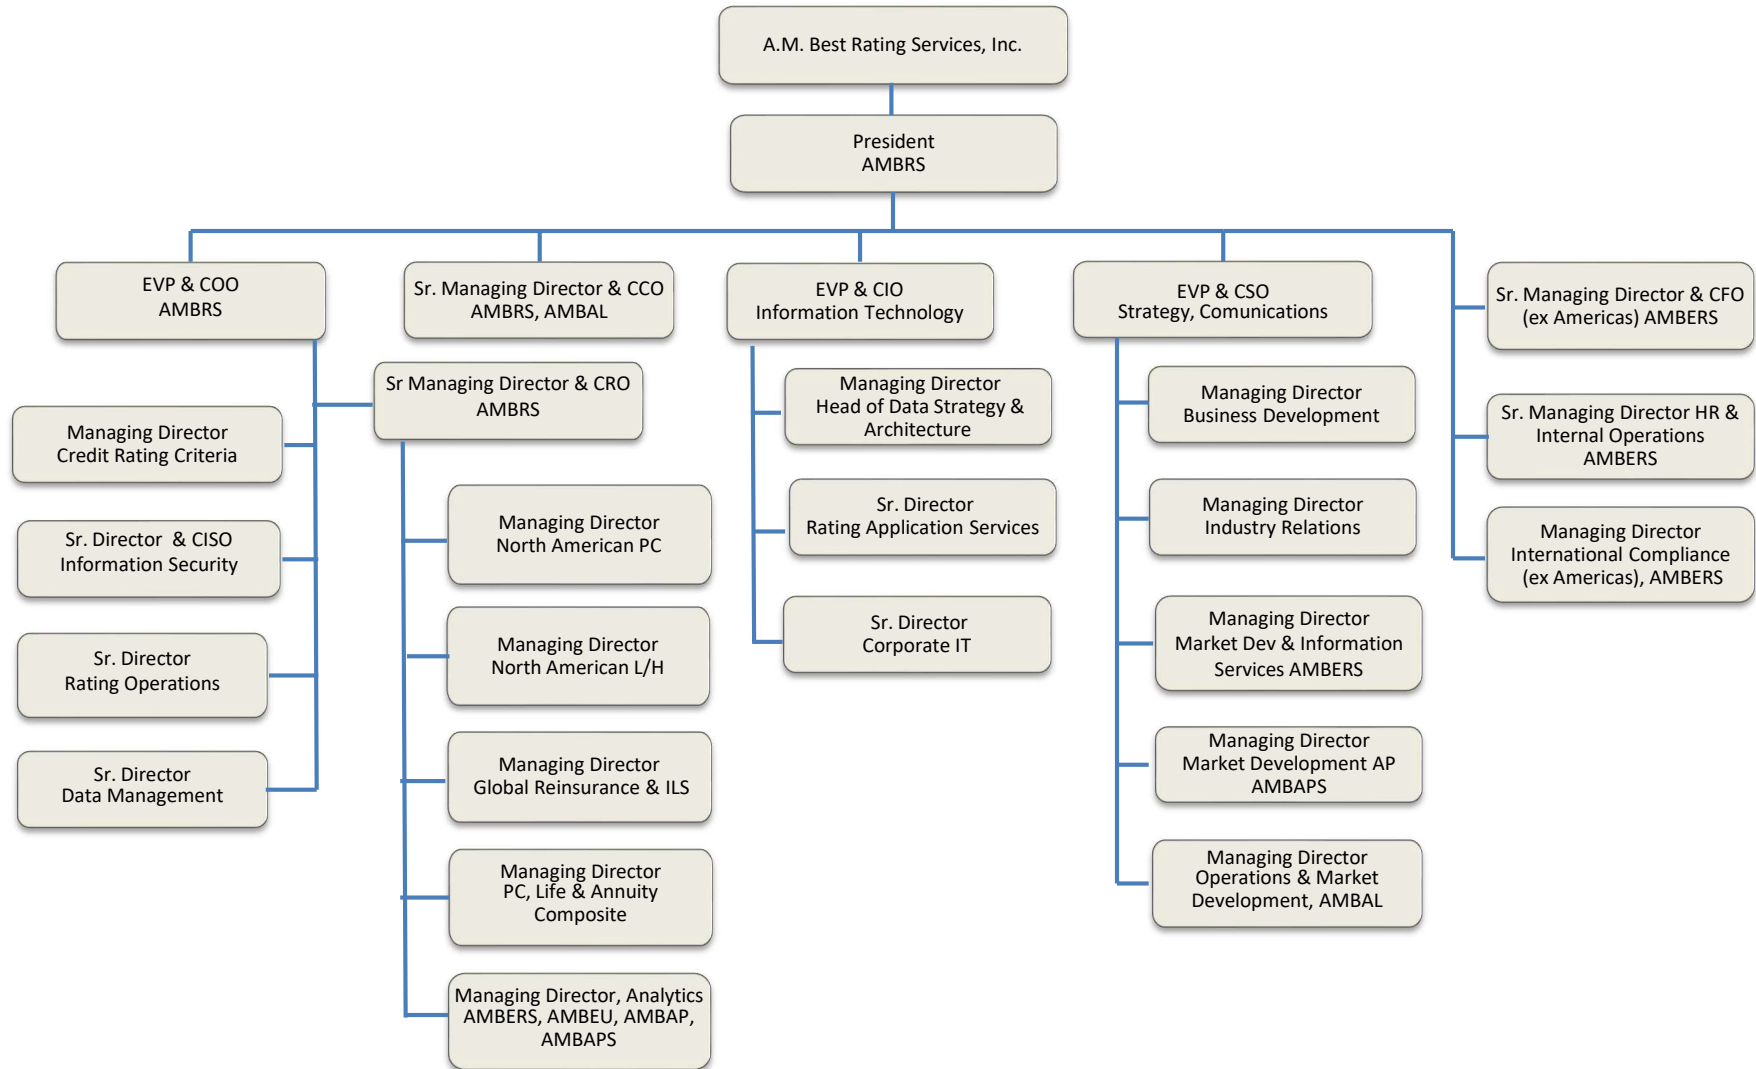 A.M. Best Rating Services, Inc.
President
AMBRS
EVP & COO
AMBRS
Sr. Managing Director & CCO
AMBRS, AMBAL
EVP & CIO
Information Technology
EVP & CSO
Strategy, Comunications
Sr. Managing Director & CFO
(ex Americas) AMBERS
Sr. Managing Director HR &
Internal Operations
AMBERS
Managing Director
International Compliance
(ex Americas), AMBERS
Managing Director
Credit Rating Criteria
Sr. Director & CISO
Information Security
Sr. Director
Rating Operations
Sr. Director
Data Management
Sr Managing Director & CRO
AMBRS
Managing Director
North American PC
Managing Director
North American L/H
Managing Director
Global Reinsurance & ILS
Managing Director
PC, Life & Annuity
Composite
Managing Director, Analytics
AMBERS, AMBEU, AMBAP,
AMBAPS
Managing Director
Head of Data Strategy &
Architecture
Sr. Director
Rating Application Services
Sr. Director
Corporate IT
Managing Director
Business Development
Managing Director
Industry Relations
Managing Director
Market Dev & Information
Services AMBERS
Managing Director
Market Development AP
AMBAPS
Managing Director
Operations & Market
Development, AMBAL